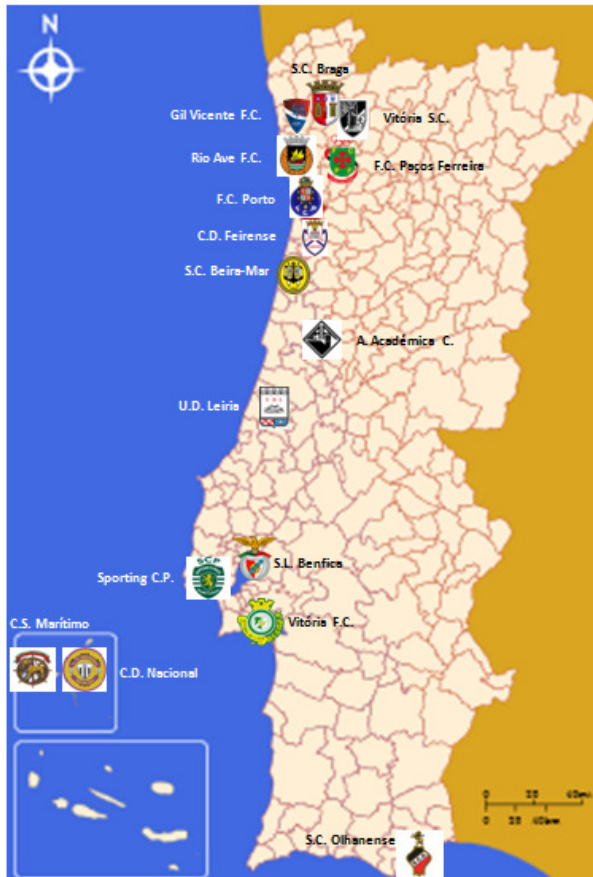 N
S.C. Braga
Gil Vicente F.C.
Vitória S.C.
Rio Ave F.C.
F.C. Paços Ferreira
F.C. Porto
C.D. Feirense
S.C. Beira-Mar
A. Académica C.
U.D. Leiria
S.L. Benfica
SCP
Sporting C.P.
Vitória F.C.
C.S. Marítimo
C.D. Nacional
S.C. Olhanense